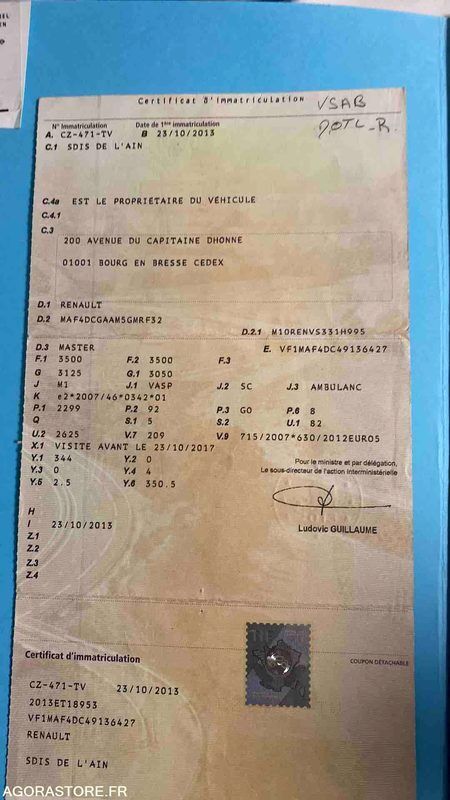 Certificat d'immatriculation VSAB
N° Immatriculation Date de 1ère immatriculation
A. CZ-471-TV B 23/10/2013
C.1 SDIS DE L'AIN
C.4a EST LE PROPRIETAIRE DU VÉHICULE
C.4.1
C.3
200 AVENUE DU CAPITAINE DHONNE
01001 BOURG EN BRESSE CEDEX
D.1 RENAULT
D.2 MAF4DCGAAM5GMRF32
D.2.1 M10RENVS331H995
D.3 MASTER E. VF1MAF4DC49136427
F.1 3500 F.2 3500 F.3
G 3125 G.1 3050
J M1 J.1 VASP J.2 SC J.3 AMBULANC
K e2*2007/46*0342*01
P.1 2299 P.2 92 P.3 GO P.6 8
Q S.1 5 S.2 U.1 82
U.2 2625 V.7 209 V.9 715/2007*630/2012EURO5
X.1 VISITE AVANT LE 23/10/2017
Y.1 344 Y.2 0
Y.3 0 Y.4 4
Y.5 2.5 Y.6 350.5
Pour le ministre et par délégation,
Le sous-directeur de l'action interministérielle
Ludovic GUILLAUME
H
I 23/10/2013
Z.1
Z.2
Z.3
Z.4
Certificat d'immatriculation
COUPON DÉTACHABLE
CZ-471-TV 23/10/2013
2013ET18953
VF1MAF4DC49136427
RENAULT
SDIS DE L'AIN
AGORASTORE.FR